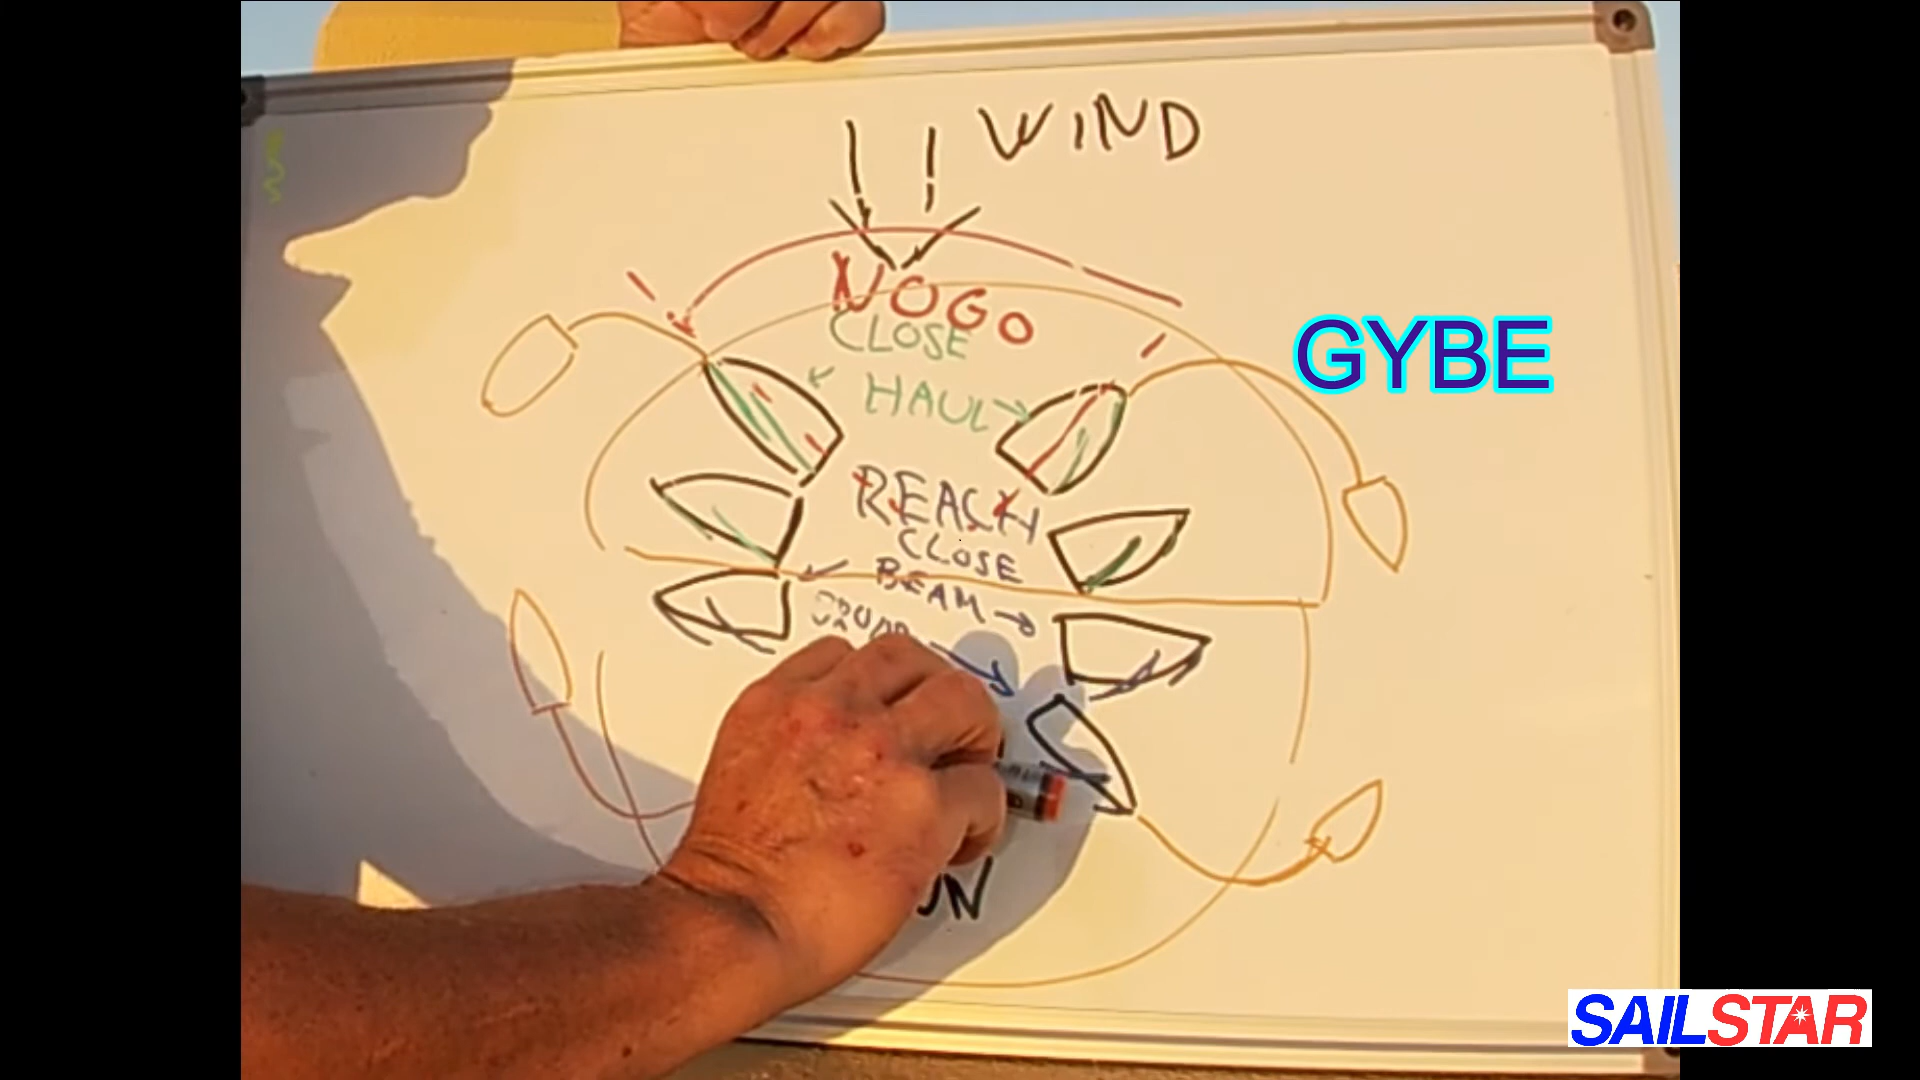 WIND
NOGO
CLOSE
HAUL
GYBE
REACH
CLOSE
BEAM
SAILSTAR